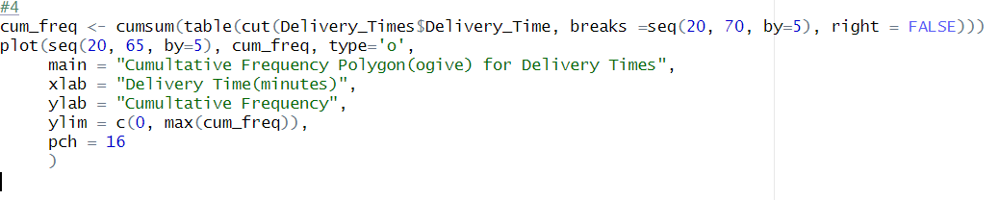 #4
cum_freq <- cumsum(table(cut(Delivery_Times$Delivery_Time, breaks =seq(20, 70, by=5), right = FALSE)))
plot(seq(20, 65, by=5), cum_freq, type='o',
main = "Cumultative Frequency Polygon(ogive) for Delivery Times",
xlab = "Delivery Time(minutes)",
ylab = "Cumultative Frequency",
ylim = c(0, max(cum_freq)),
pch = 16
)